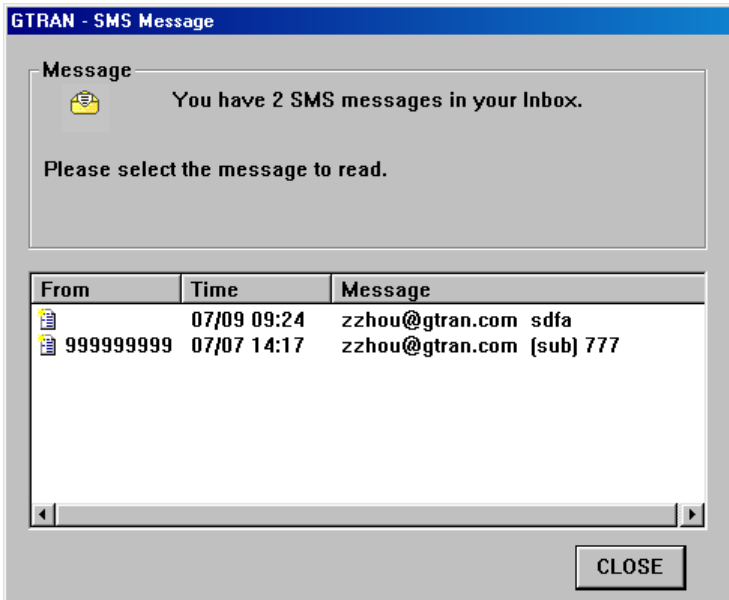 GTRAN - SMS Message
Message
You have 2 SMS messages in your Inbox.
Please select the message to read.
From Time Message
07/09 09:24 zzhou@gtran.com sdfa
999999999 07/07 14:17 zzhou@gtran.com (sub) 777
CLOSE